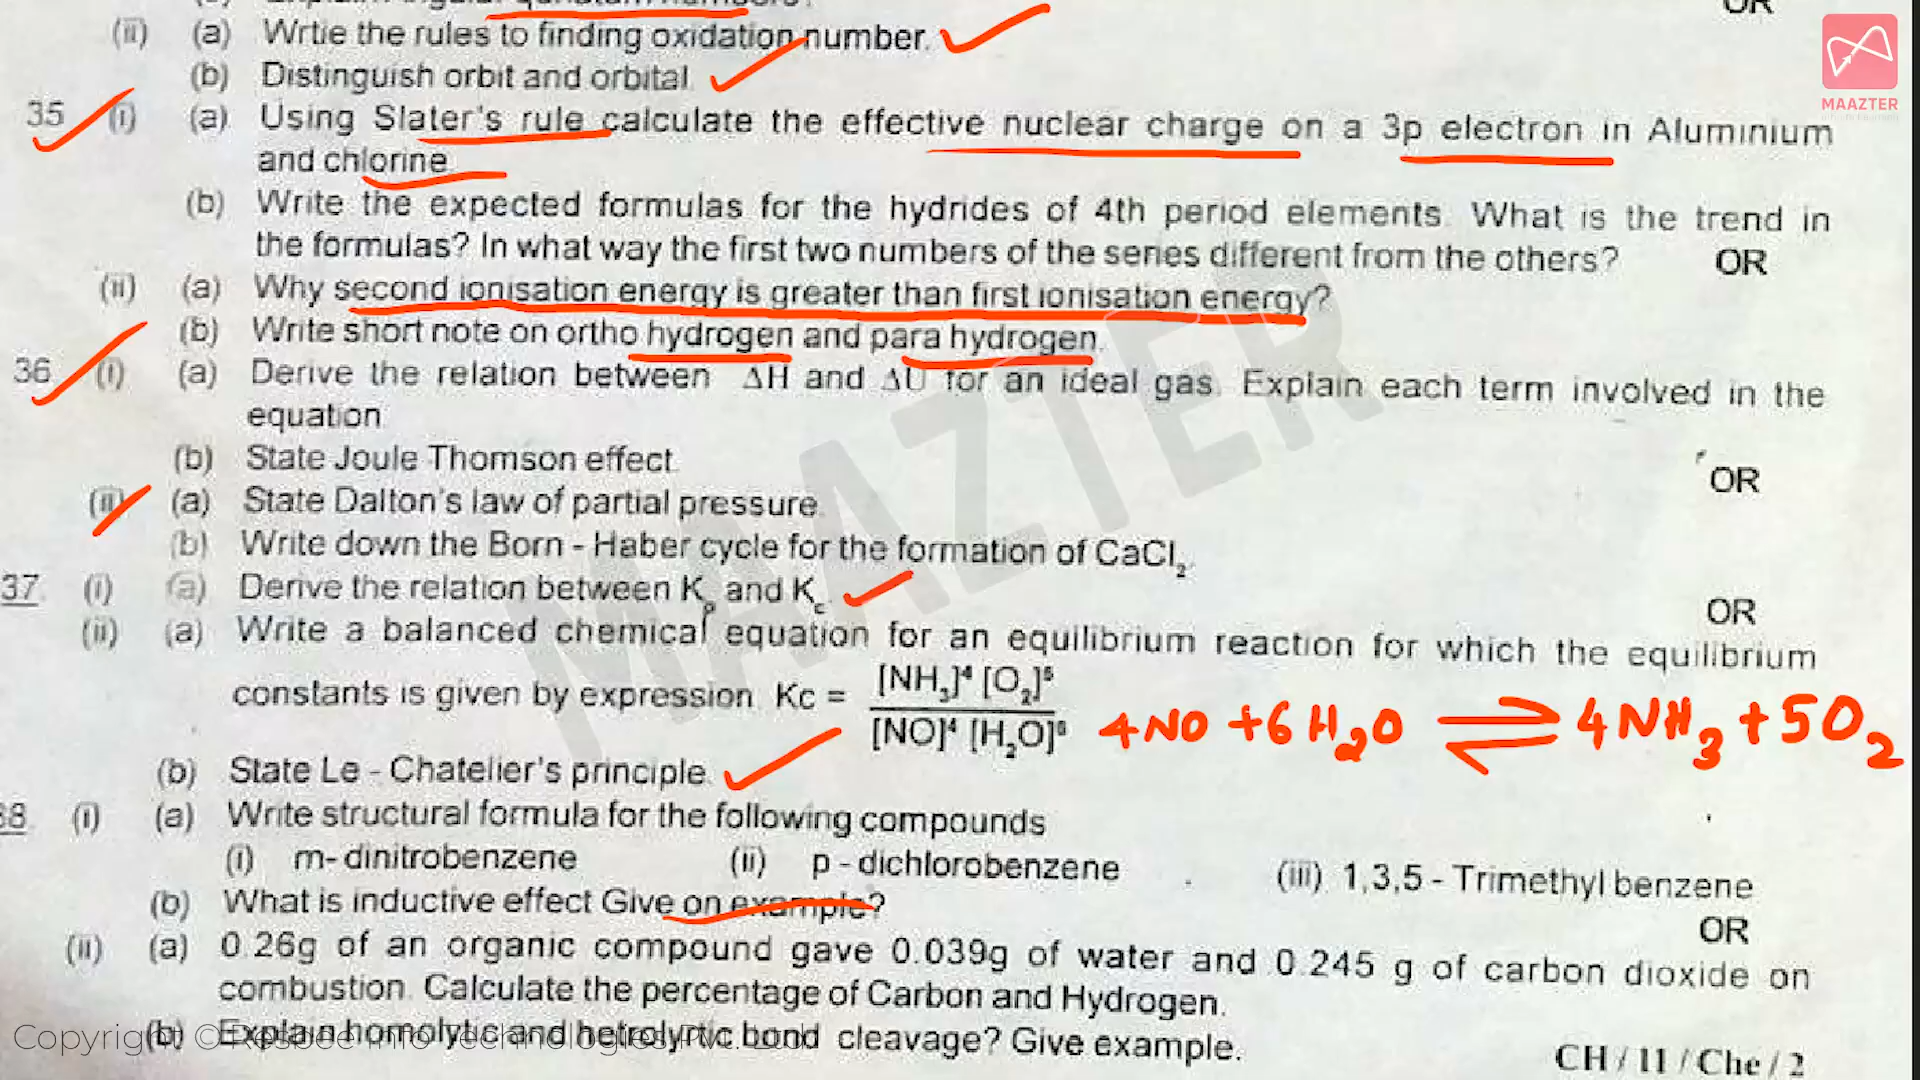 OR
(ii) (a) Wrtie the rules to finding oxidation number.
(b) Distinguish orbit and orbital.
MAAZTER
35 (i) (a) Using Slater's rule calculate the effective nuclear charge on a 3p electron in Aluminium
and chlorine.
(b) Write the expected formulas for the hydrides of 4th period elements. What is the trend in
the formulas? In what way the first two numbers of the series different from the others? OR
(ii) (a) Why second ionisation energy is greater than first ionisation energy?
(b) Write short note on ortho hydrogen and para hydrogen.
36 (i) (a) Derive the relation between ΔH and ΔU for an ideal gas. Explain each term involved in the
equation
(b) State Joule Thomson effect.
OR
(ii) (a) State Dalton's law of partial pressure.
(b) Write down the Born - Haber cycle for the formation of CaCl₂.
MAAZTER
37. (i) (a) Derive the relation between Kp and Kc.
OR
(ii) (a) Write a balanced chemical equation for an equilibrium reaction for which the equilibrium
constants is given by expression Kc = [NH₃]⁴ [O₂]⁵
[NO]⁴ [H₂O]⁶ 4NO + 6H₂O ⇌ 4NH₃ + 5O₂
(b) State Le - Chatelier's principle.
38. (i) (a) Write structural formula for the following compounds
(i) m- dinitrobenzene (ii) p - dichlorobenzene (iii) 1,3,5 - Trimethyl benzene
(b) What is inductive effect Give on example?
OR
(ii) (a) 0.26g of an organic compound gave 0.039g of water and 0.245 g of carbon dioxide on
combustion. Calculate the percentage of Carbon and Hydrogen.
(b) Explain homolytic and hetrolytic bond cleavage? Give example.
Copyright © Resbee Info Technologies Pvt. Ltd
CH / 11 / Che / 2